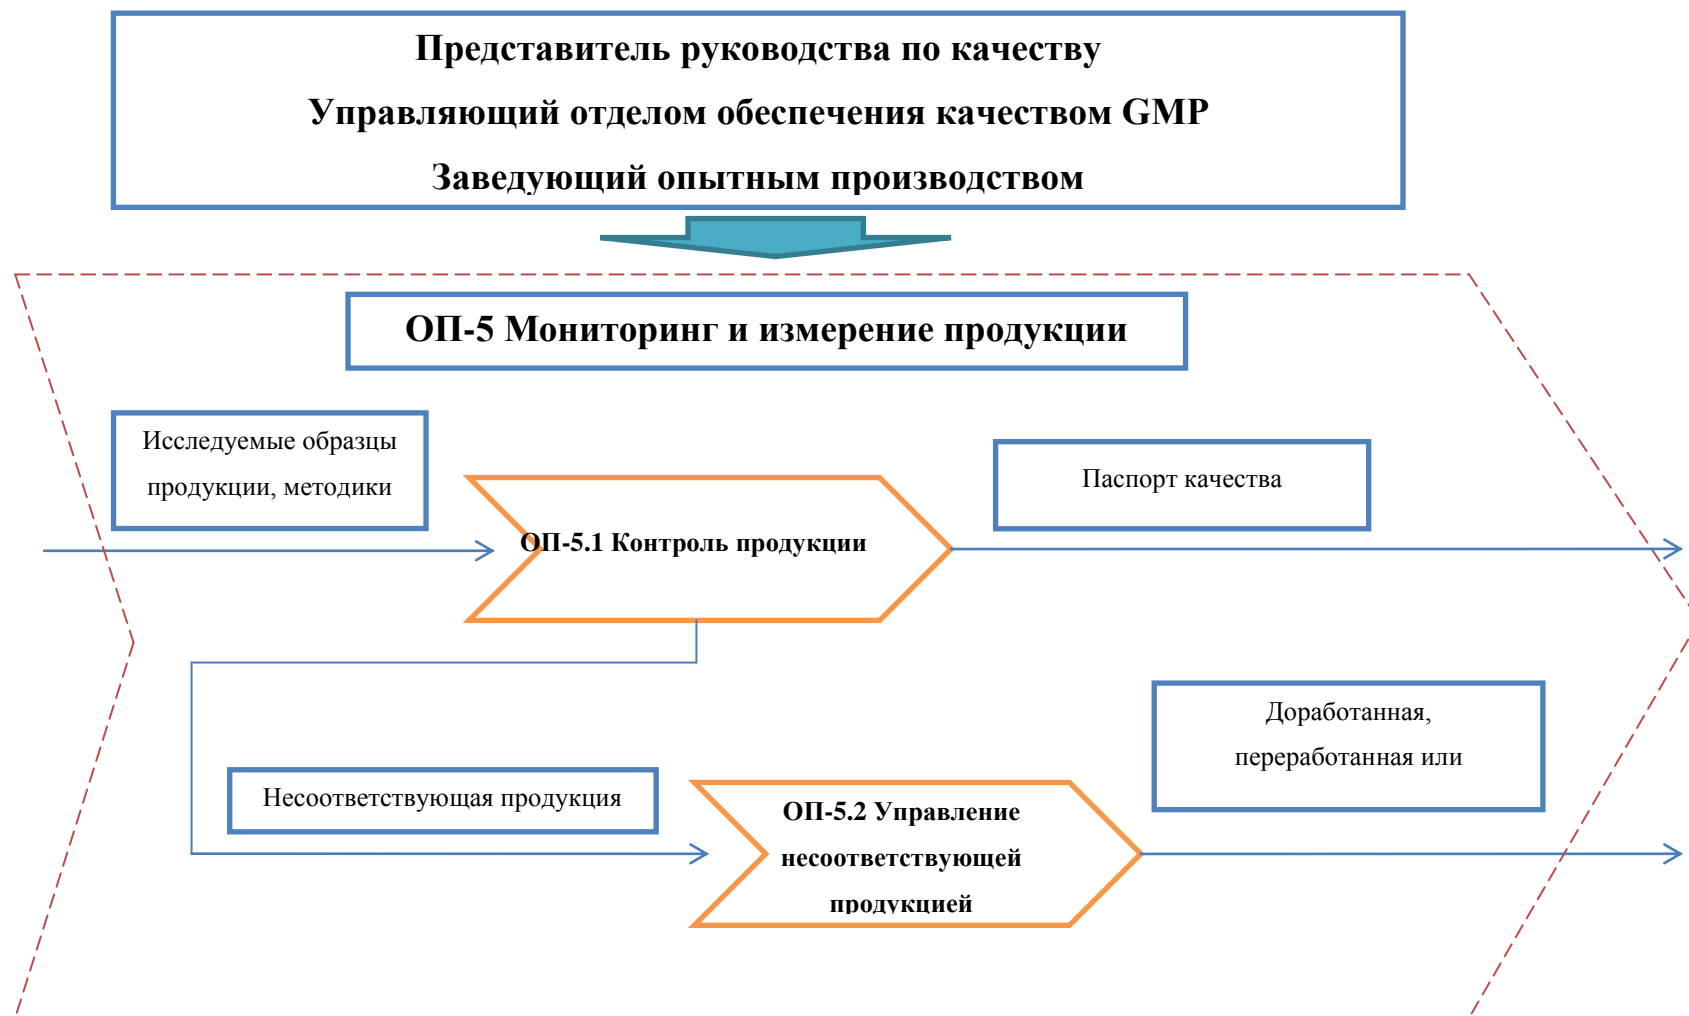 Представитель руководства по качеству
Управляющий отделом обеспечения качеством GMP
Заведующий опытным производством
ОП-5 Мониторинг и измерение продукции
Исследуемые образцы
продукции, методики
Паспорт качества
ОП-5.1 Контроль продукции
Доработанная,
переработанная или
Несоответствующая продукция
ОП-5.2 Управление
несоответствующей
продукцией